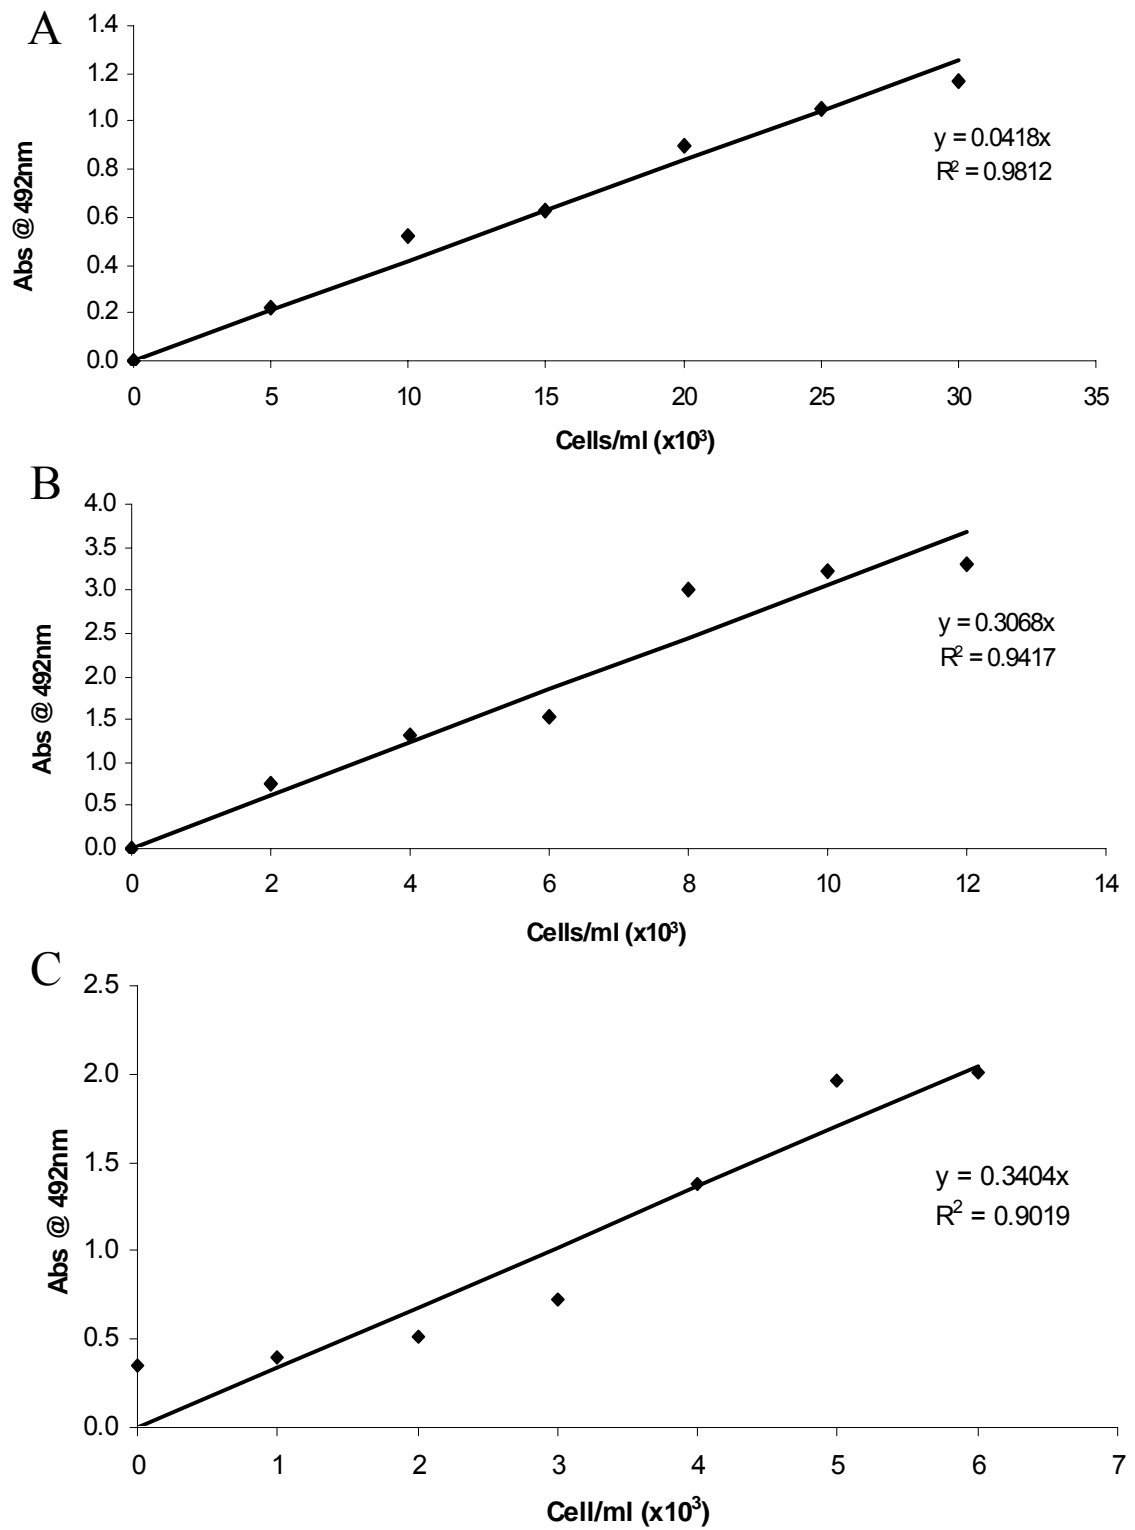 A
1.4
1.2
1.0
0.8
0.6
0.4
0.2
0.0
Abs @ 492nm
y = 0.0418x
R² = 0.9812
0 5 10 15 20 25 30 35
Cells/ml (x10³)
B
4.0
3.5
3.0
2.5
2.0
1.5
1.0
0.5
0.0
Abs @ 492nm
y = 0.3068x
R² = 0.9417
0 2 4 6 8 10 12 14
Cells/ml (x10³)
C
2.5
2.0
1.5
1.0
0.5
0.0
Abs @ 492nm
y = 0.3404x
R² = 0.9019
0 1 2 3 4 5 6 7
Cell/ml (x10³)